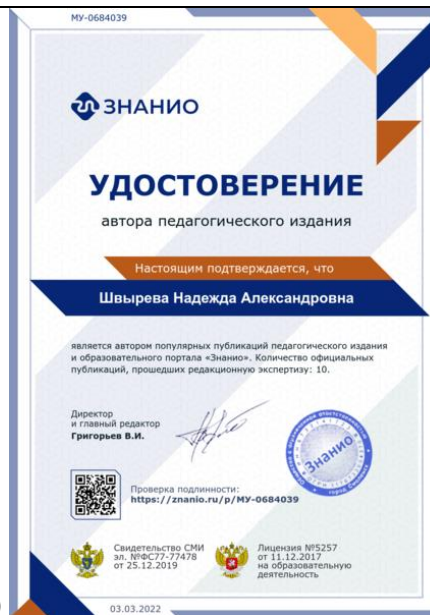 МУ-0684039
ЗНАНИО
УДОСТОВЕРЕНИЕ
автора педагогического издания
Настоящим подтверждается, что
Швырева Надежда Александровна
является автором популярных публикаций педагогического издания
и образовательного портала «Знанио». Количество официальных
публикаций, прошедших редакционную экспертизу: 10.
Директор
и главный редактор
Григорьев В.И.
Знанио
Проверка подлинности:
https://znanio.ru/p/МУ-0684039
Свидетельство СМИ
эл. №ФС77-77478
от 25.12.2019
Лицензия №5257
от 11.12.2017
на образовательную
деятельность
03.03.2022